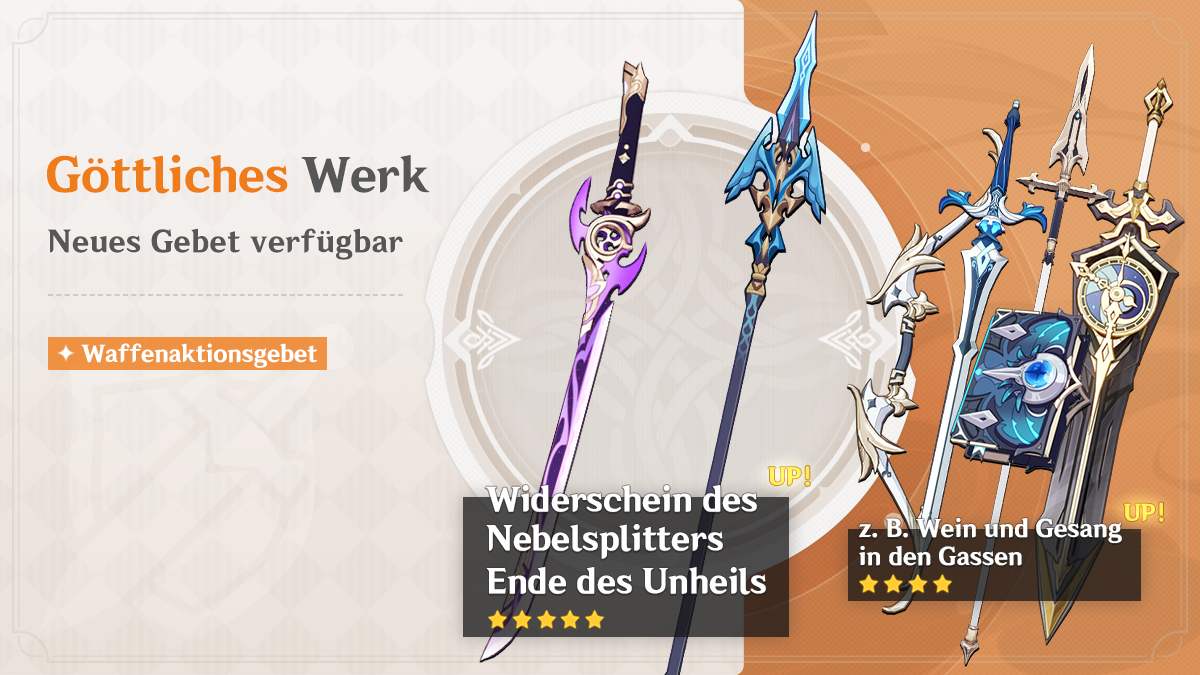 Göttliches Werk
Neues Gebet verfügbar
✦ Waffenaktionsgebet
UP!
Widerschein des
Nebelsplitters
Ende des Unheils
★★★★★
UP!
z. B. Wein und Gesang
in den Gassen
★★★★